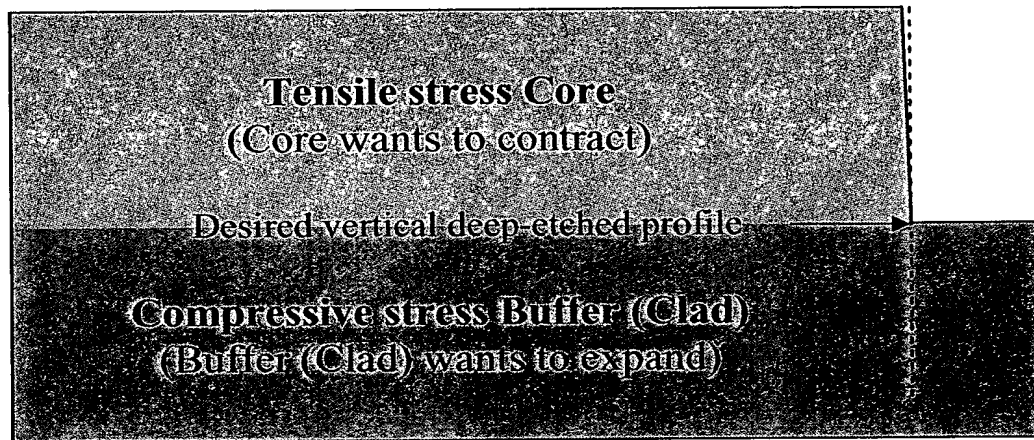 Tensile stress Core
(Core wants to contract)
Desired vertical deep-etched profile
Compressive stress Buffer (Clad)
(Buffer (Clad) wants to expand)